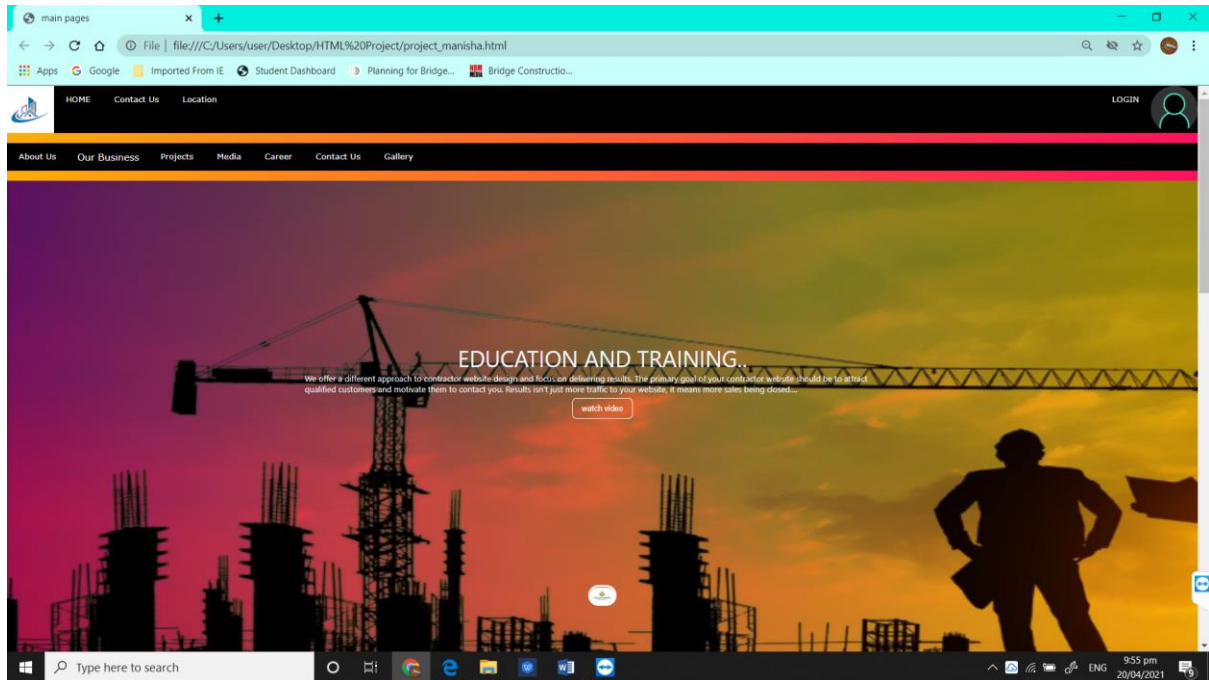 main pages
File | file:///C:/Users/user/Desktop/HTML%20Project/project_manisha.html
Apps Google Imported From IE Student Dashboard Planning for Bridge... Bridge Constructio...
HOME Contact Us Location LOGIN
About Us Our Business Projects Media Career Contact Us Gallery
EDUCATION AND TRAINING..
We offer a different approach to contractor website design and focus on delivering results. The primary goal of your contractor website should be to attract
qualified customers and motivate them to contact you. Results isn't just more traffic to your website, it means more sales being closed....
watch video
Type here to search
ENG
9:55 pm
20/04/2021
9